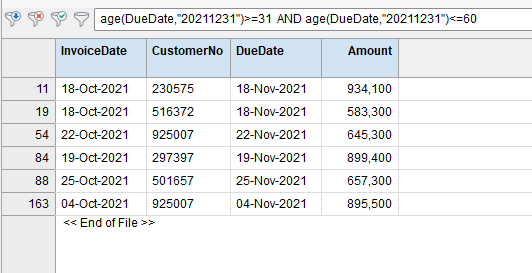 age(DueDate,"20211231")>=31 AND age(DueDate,"20211231")<=60
InvoiceDate CustomerNo DueDate Amount
11 18-Oct-2021 230575 18-Nov-2021 934,100
19 18-Oct-2021 516372 18-Nov-2021 583,300
54 22-Oct-2021 925007 22-Nov-2021 645,300
84 19-Oct-2021 297397 19-Nov-2021 899,400
88 25-Oct-2021 501657 25-Nov-2021 657,300
163 04-Oct-2021 925007 04-Nov-2021 895,500
<< End of File >>